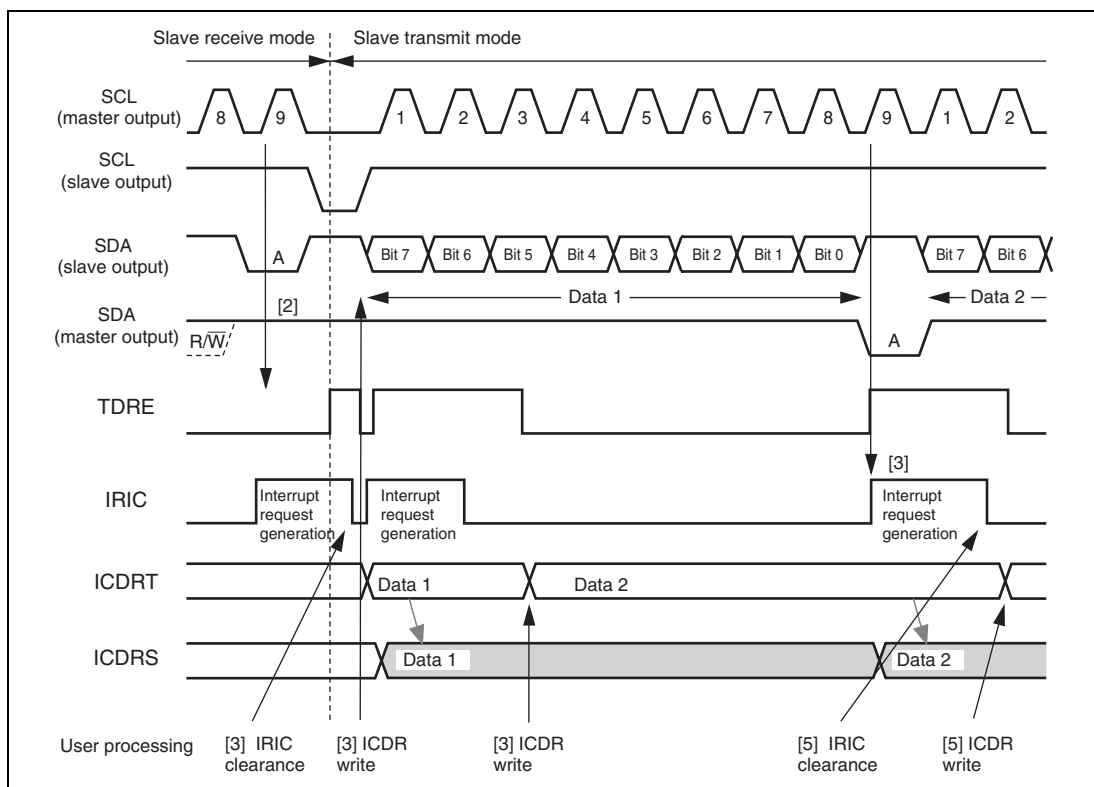 Slave receive mode Slave transmit mode
SCL
(master output)
8 9 1 2 3 4 5 6 7 8 9 1 2
SCL
(slave output)
SDA
(slave output)
A Bit 7 Bit 6 Bit 5 Bit 4 Bit 3 Bit 2 Bit 1 Bit 0 Bit 7 Bit 6
Data 1 Data 2
[2]
SDA
(master output)
R/W A
TDRE
[3]
IRIC
Interrupt
request
generation
Interrupt
request
generation
Interrupt
request
generation
ICDRT
Data 1 Data 2
ICDRS
Data 1 Data 2
User processing
[3] IRIC
clearance
[3] ICDR
write
[3] ICDR
write
[5] IRIC
clearance
[5] ICDR
write